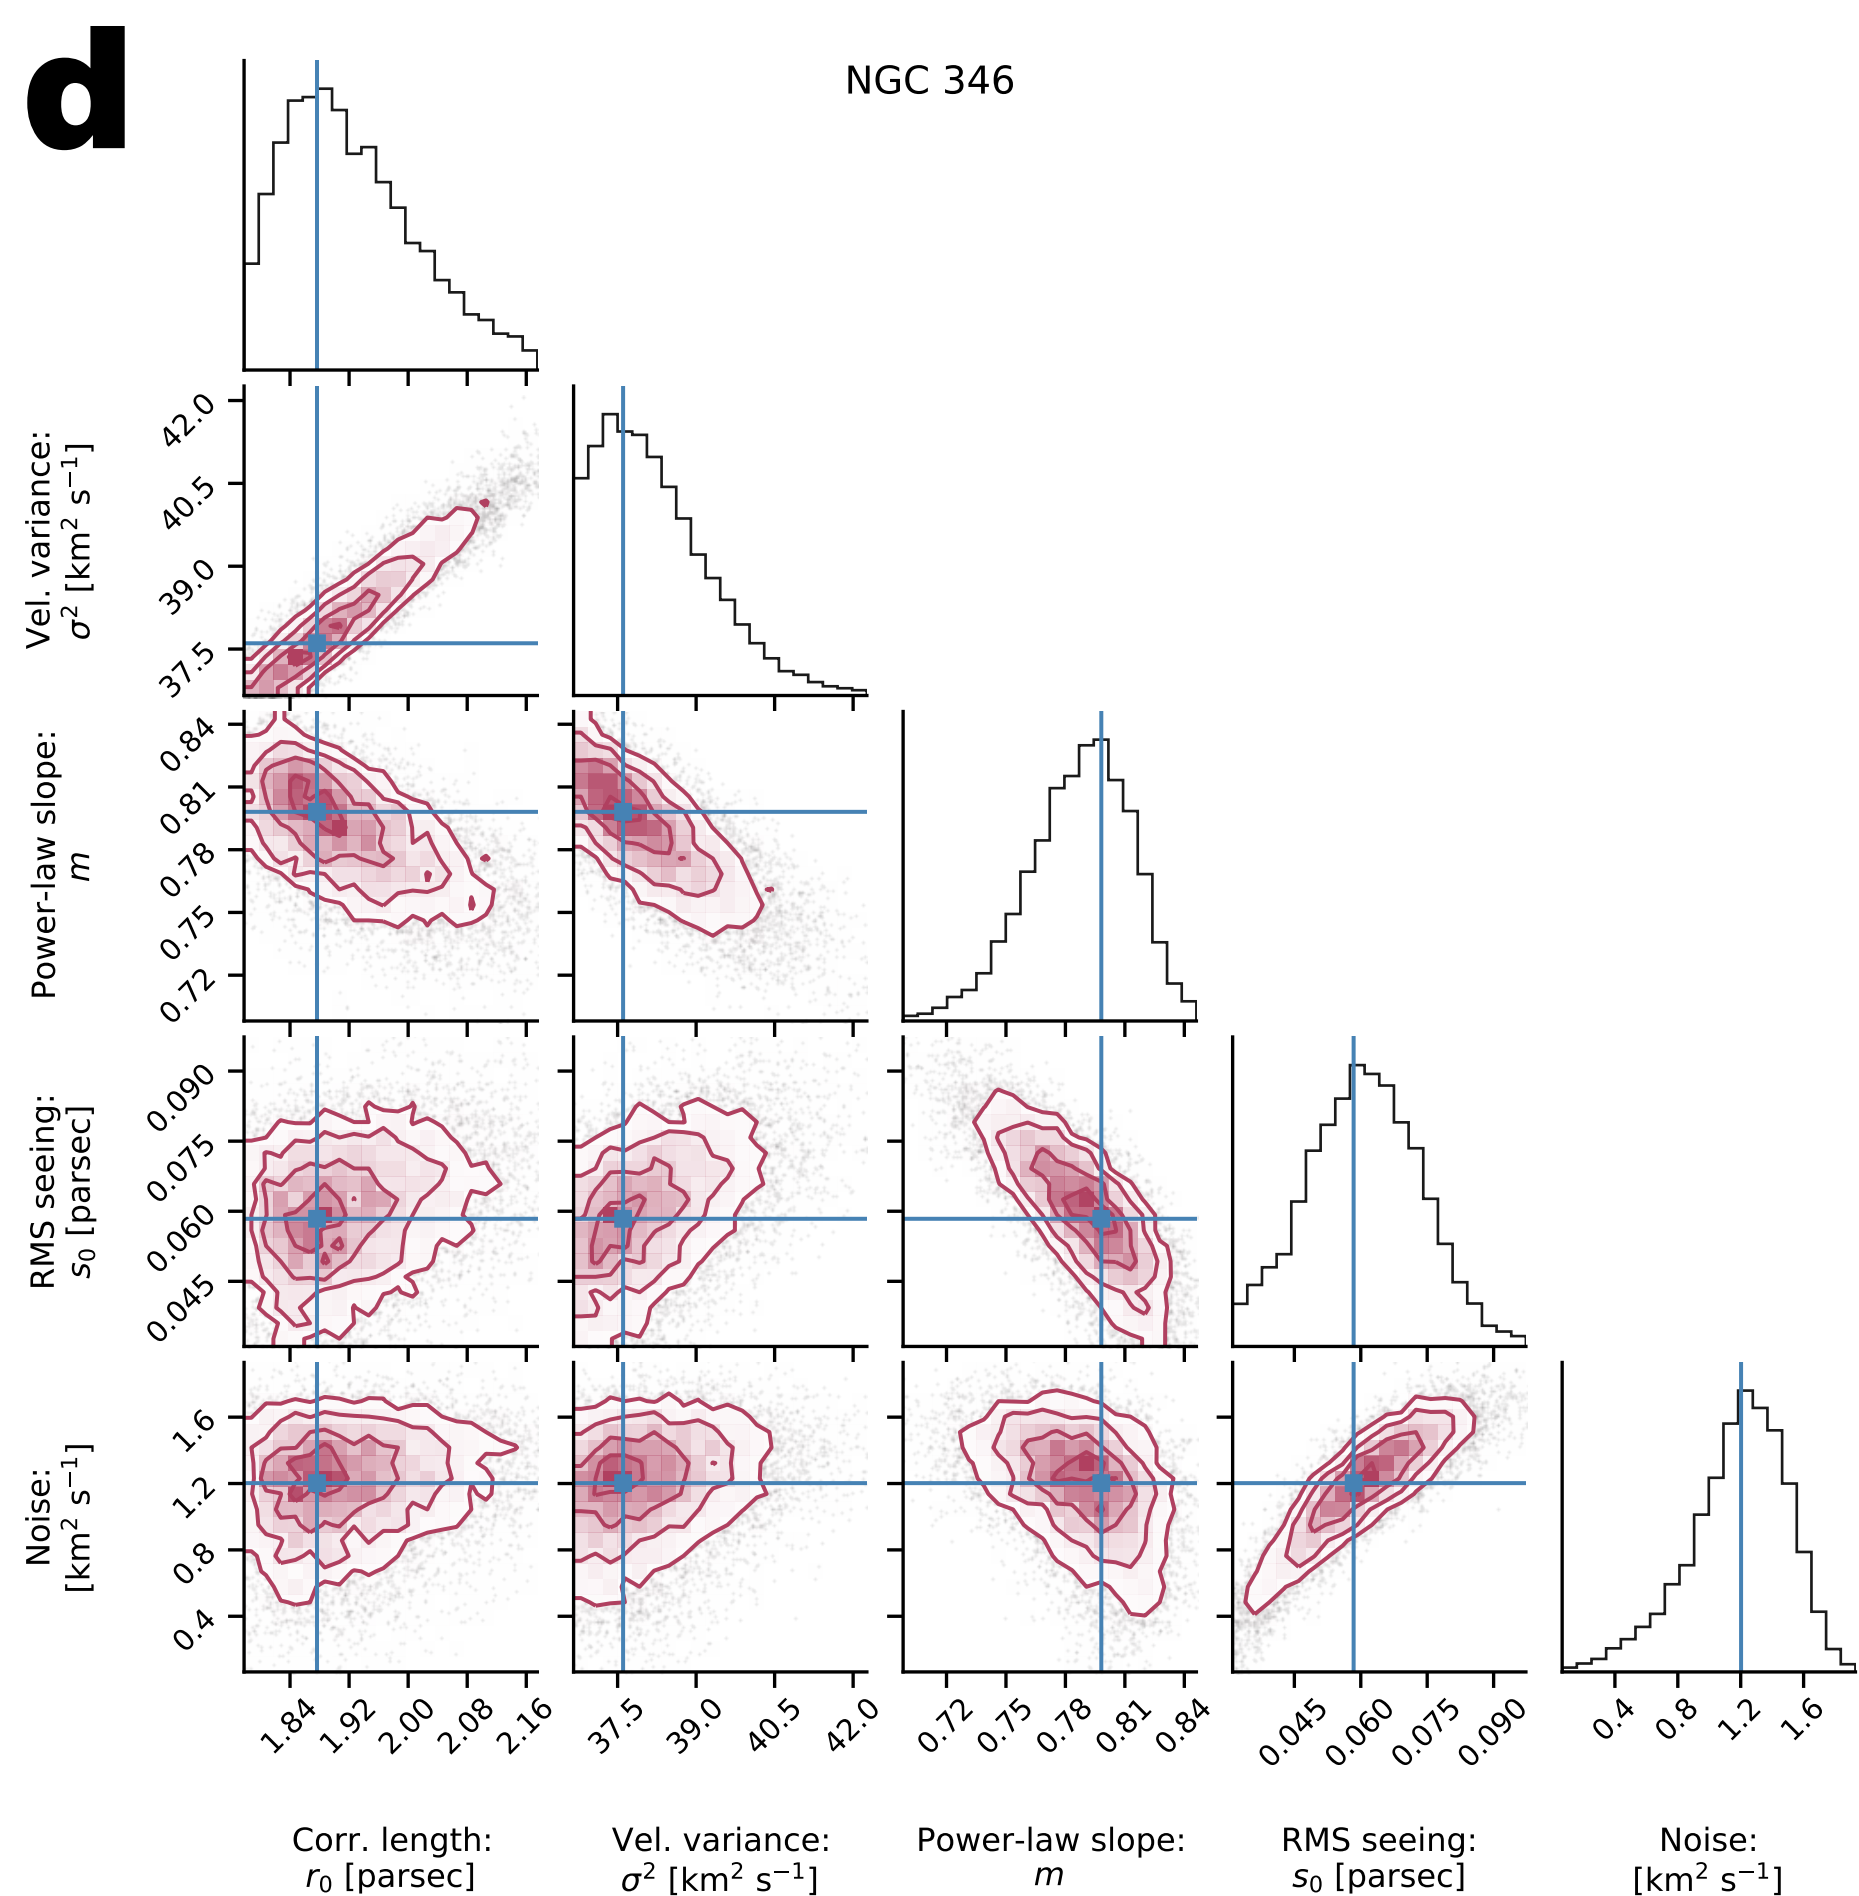 d
NGC 346
Vel. variance:
σ² [km² s⁻¹]
42.0
40.5
39.0
37.5
Power-law slope:
m
0.84
0.81
0.78
0.75
0.72
RMS seeing:
s₀ [parsec]
0.090
0.075
0.060
0.045
Noise:
[km² s⁻¹]
1.6
1.2
0.8
0.4
1.84 1.92 2.00 2.08 2.16 37.5 39.0 40.5 42.0 0.72 0.75 0.78 0.81 0.84 0.045 0.060 0.075 0.090 0.4 0.8 1.2 1.6
Corr. length:
r₀ [parsec]
Vel. variance:
σ² [km² s⁻¹]
Power-law slope:
m
RMS seeing:
s₀ [parsec]
Noise:
[km² s⁻¹]